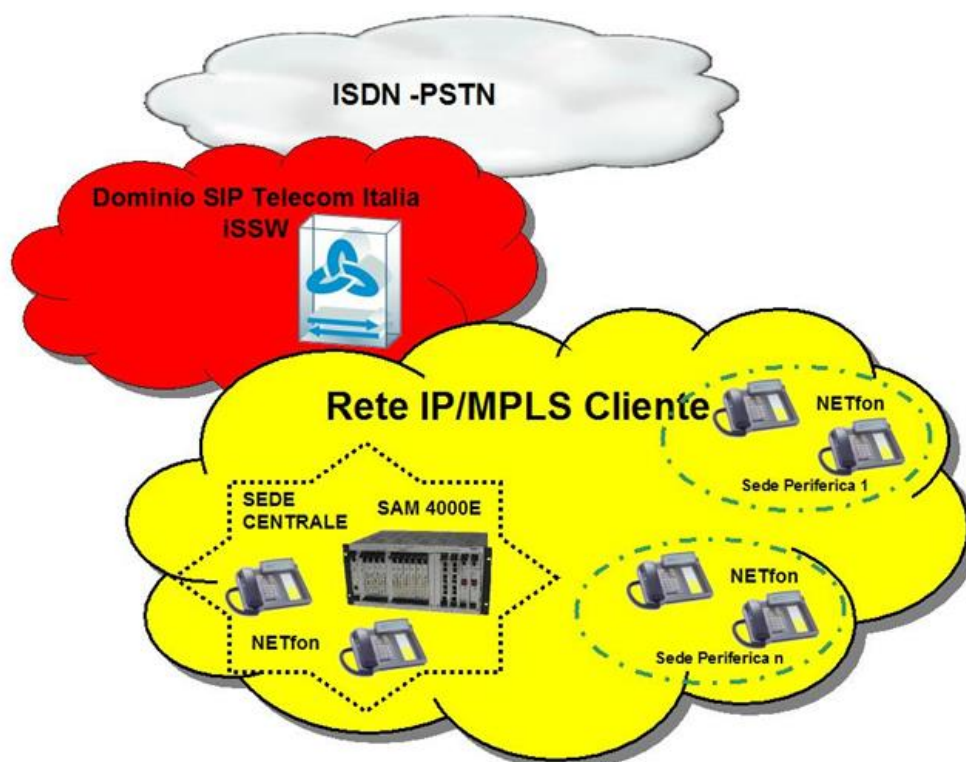 ISDN -PSTN
Dominio SIP Telecom Italia
iSSW
Rete IP/MPLS Cliente
NETfon
Sede Periferica 1
SEDE
CENTRALE
SAM 4000E
NETfon
NETfon
Sede Periferica n